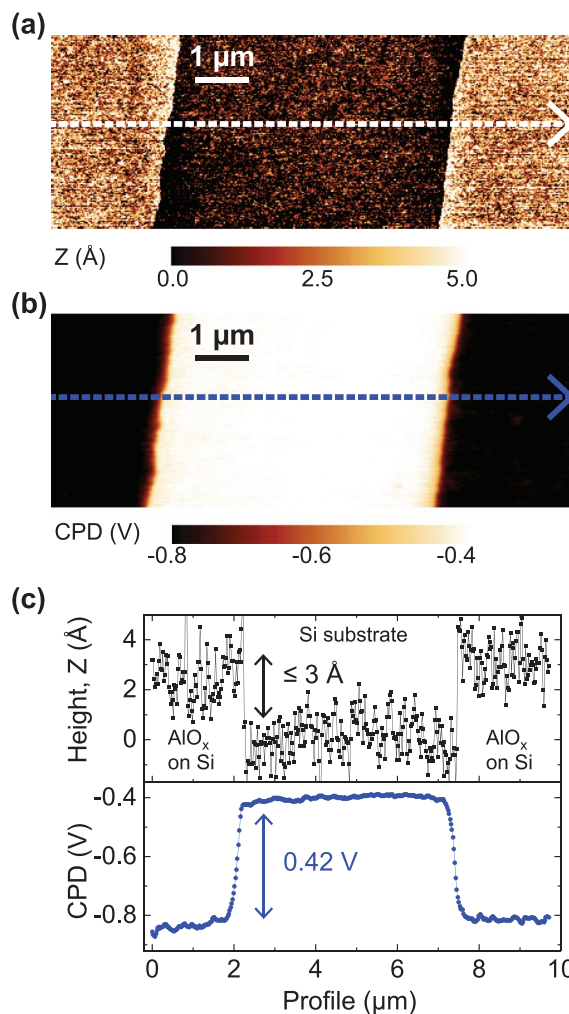 (a)
1 µm
Z (Å)
0.0 2.5 5.0
(b)
1 µm
CPD (V)
-0.8 -0.6 -0.4
(c)
Height, Z (Å)
4
2
0
Si substrate
≤ 3 Å
AlOₓ
on Si
AlOₓ
on Si
CPD (V)
-0.4
-0.6
-0.8
0.42 V
0 2 4 6 8 10
Profile (µm)